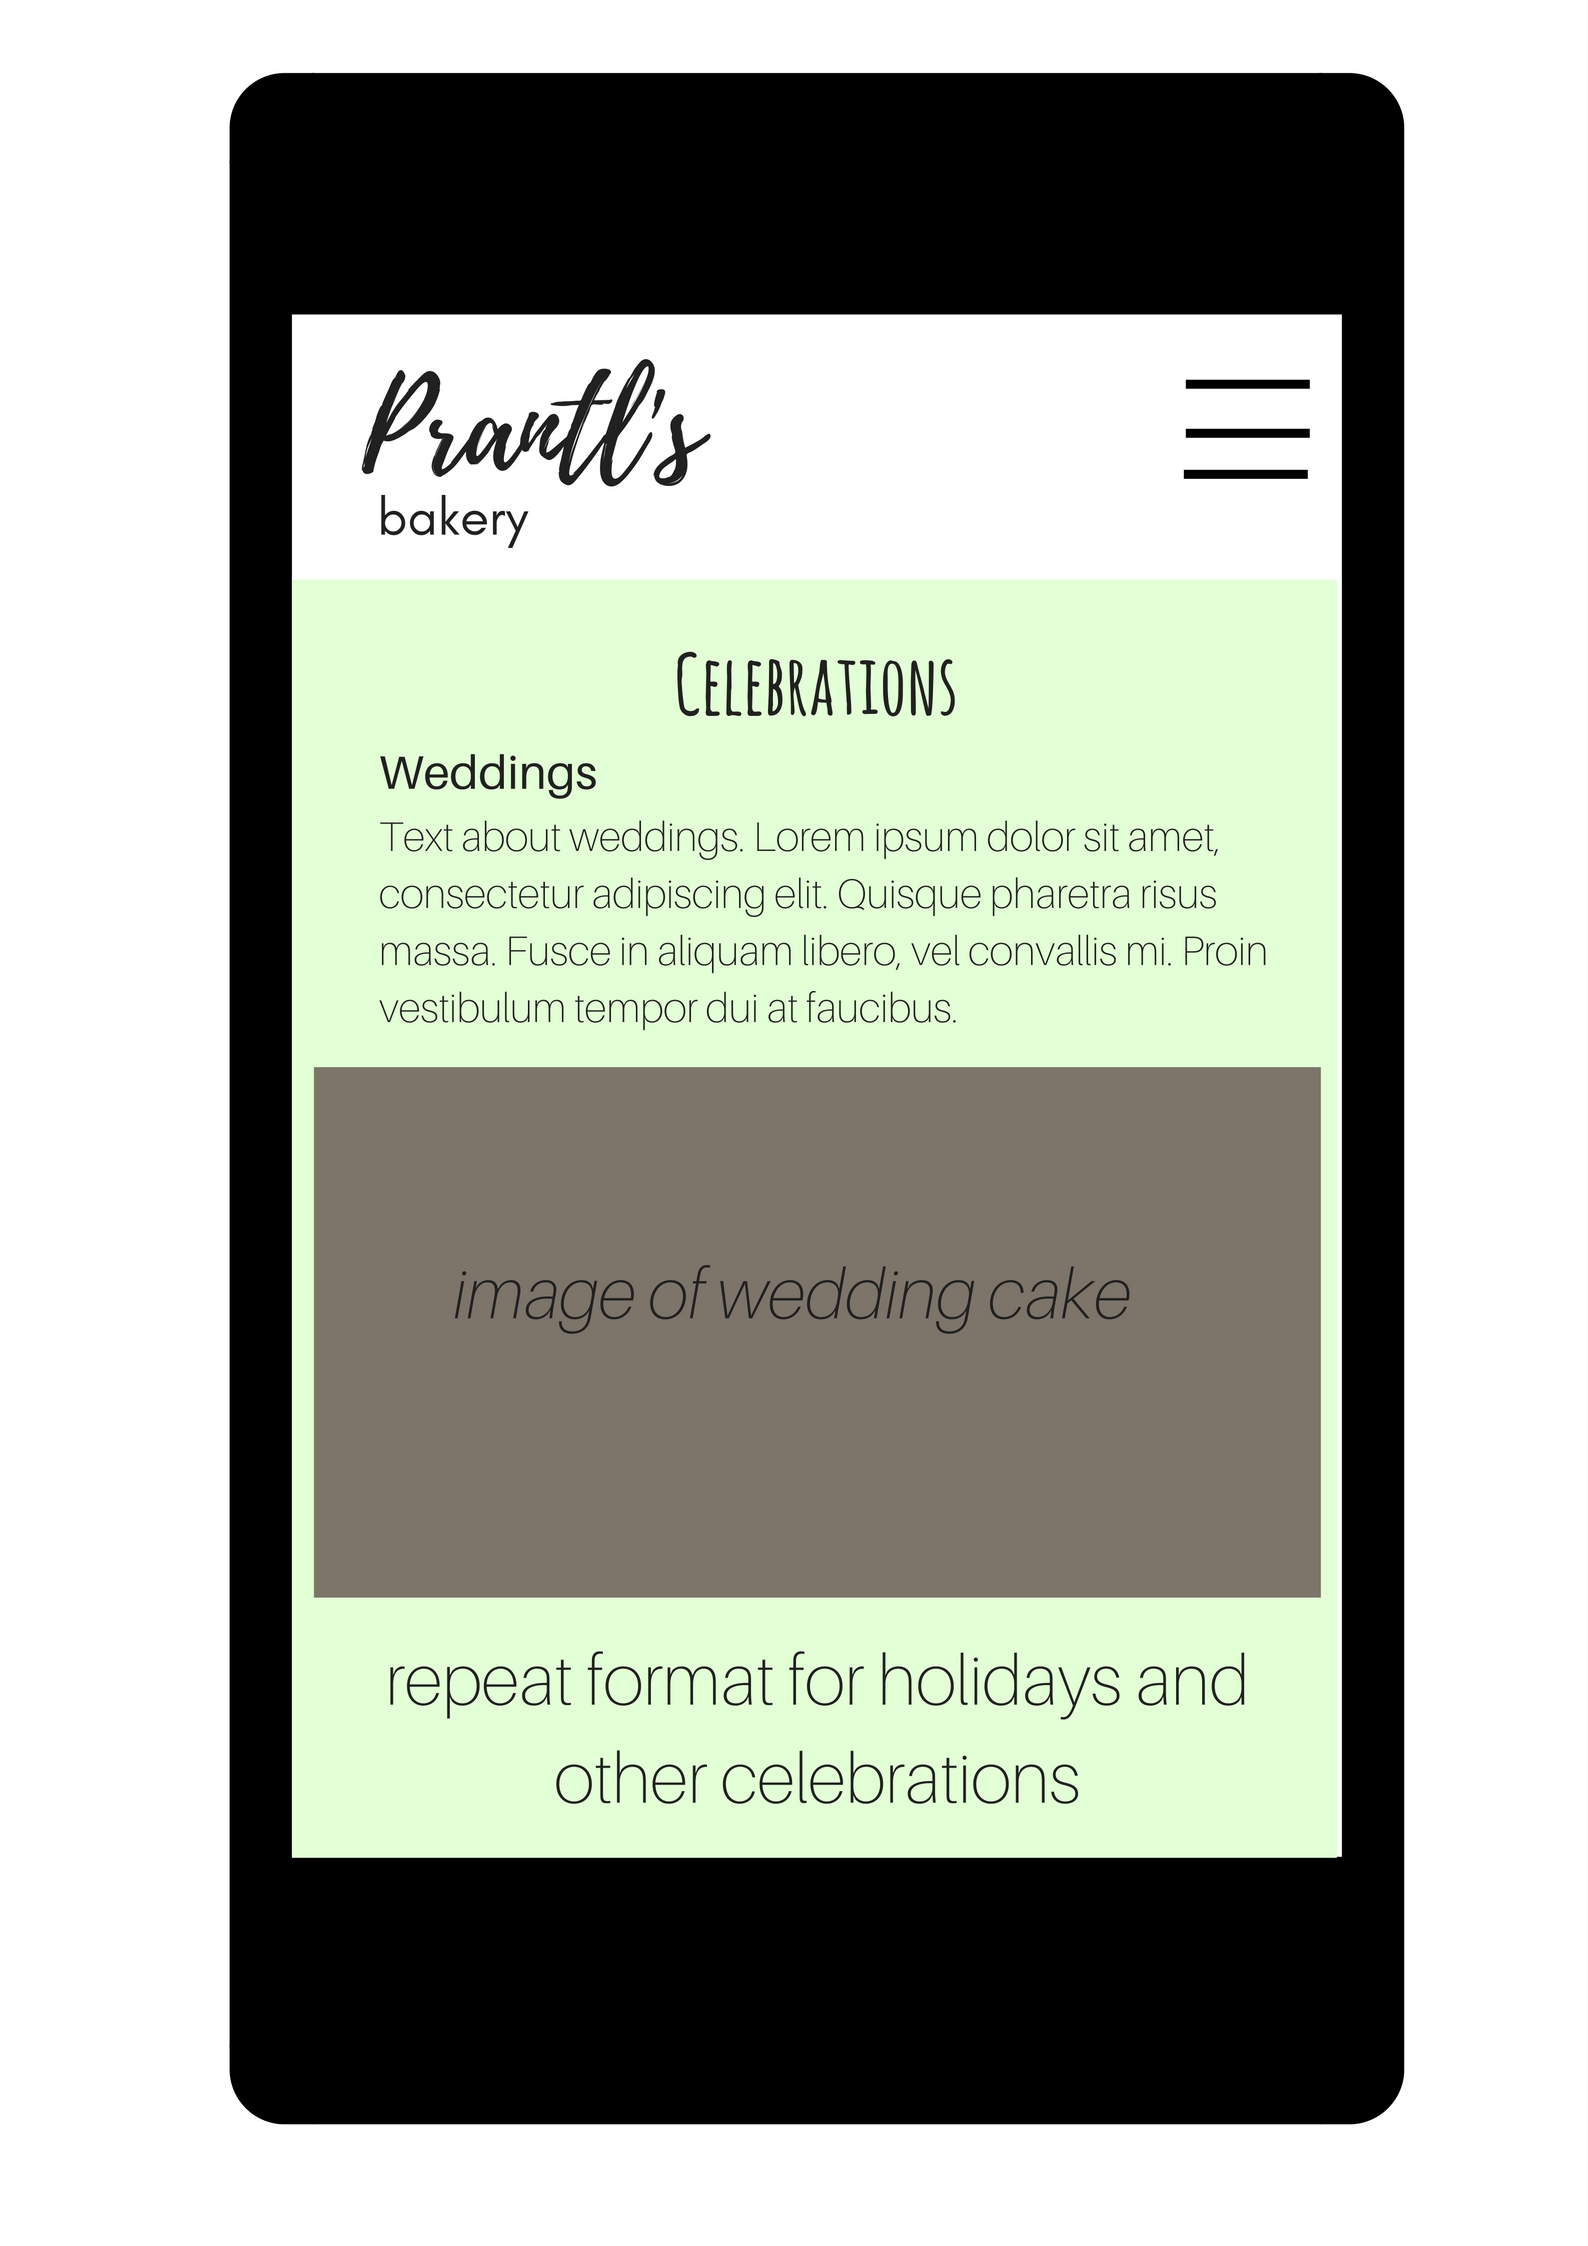 Prantl's
bakery
Celebrations
Weddings
Text about weddings. Lorem ipsum dolor sit amet,
consectetur adipiscing elit. Quisque pharetra risus
massa. Fusce in aliquam libero, vel convallis mi. Proin
vestibulum tempor dui at faucibus.
image of wedding cake
repeat format for holidays and
other celebrations